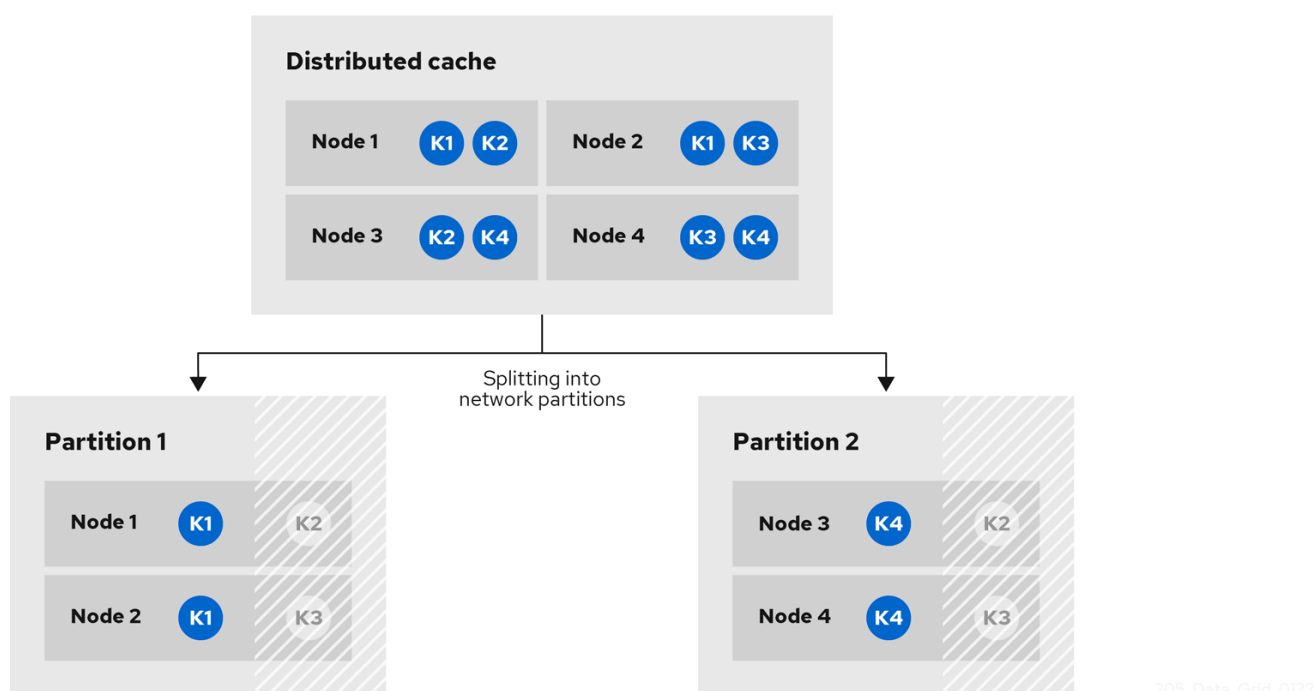 Distributed cache
Node 1 K1 K2 Node 2 K1 K3
Node 3 K2 K4 Node 4 K3 K4
Splitting into
network partitions
Partition 1
Node 1 K1 K2
Node 2 K1 K3
Partition 2
Node 3 K4 K2
Node 4 K4 K3